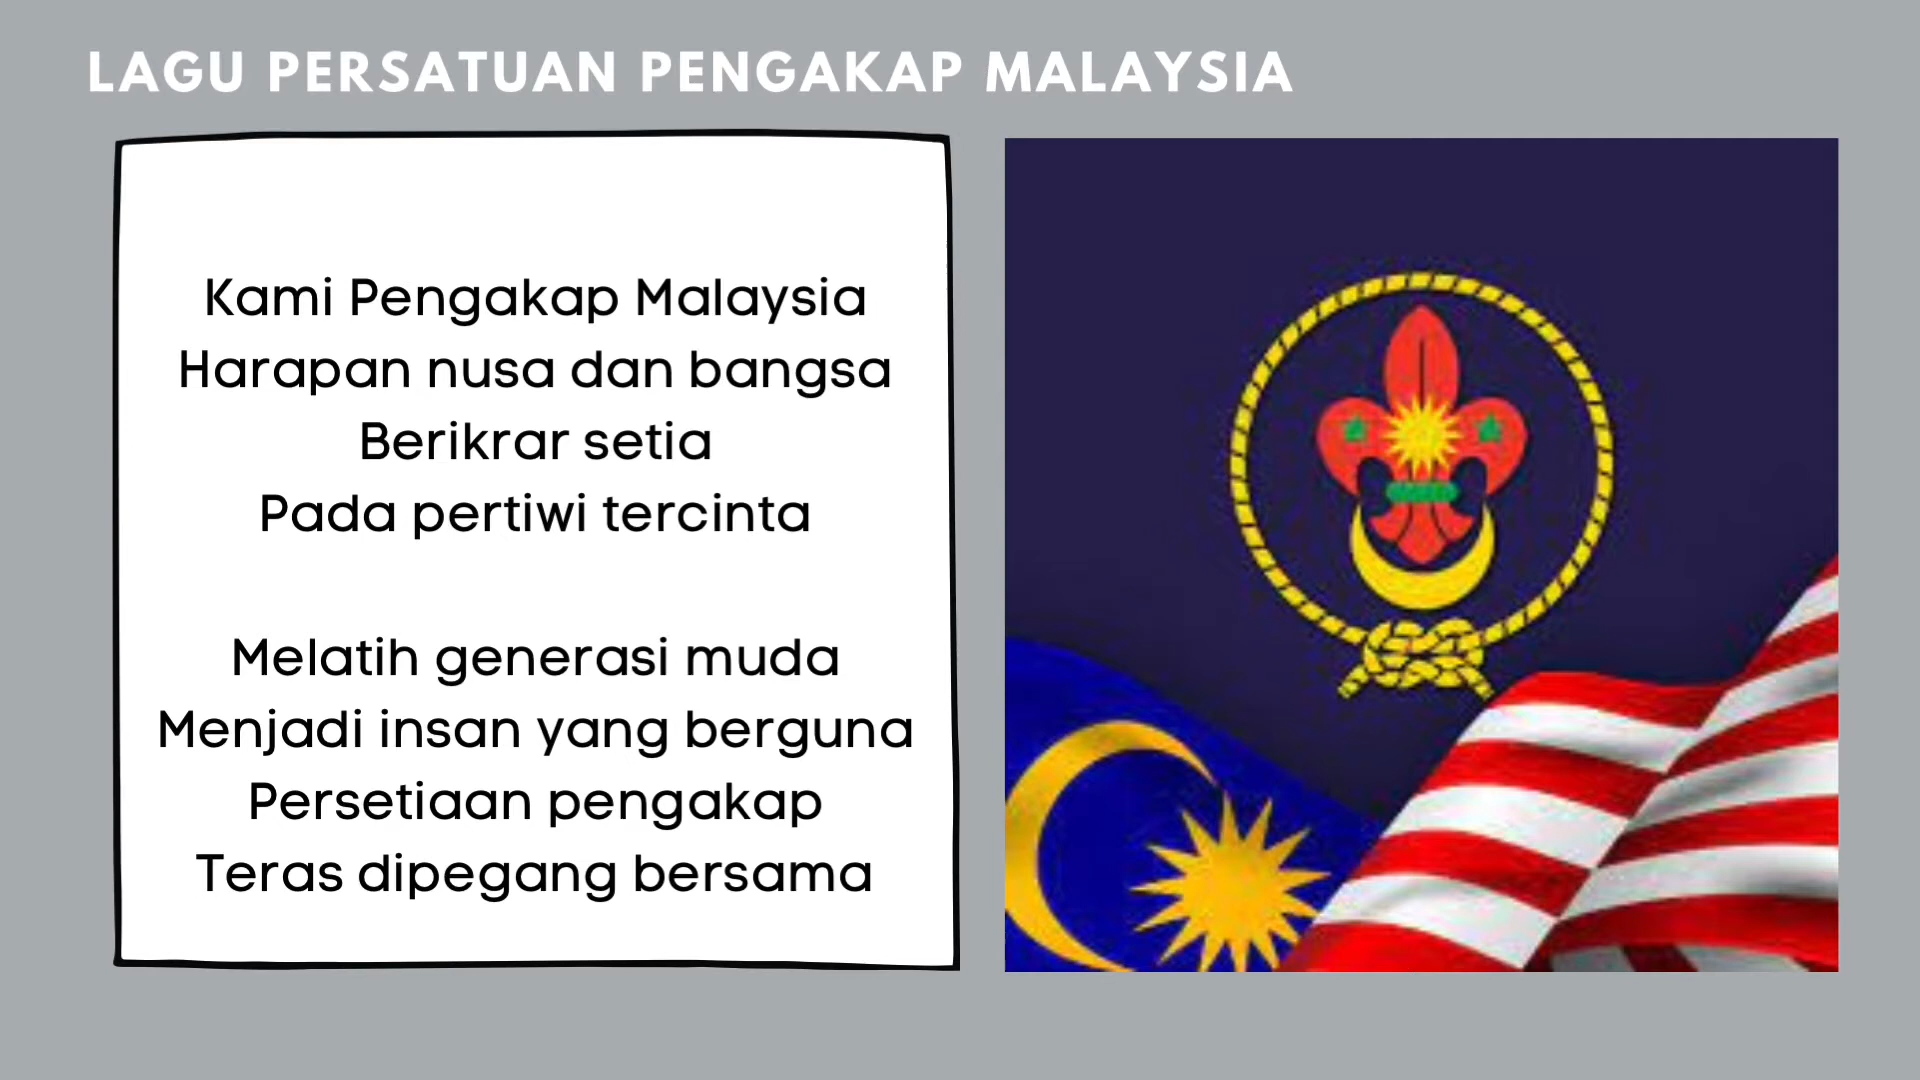 LAGU PERSATUAN PENGAKAP MALAYSIA
Kami Pengakap Malaysia
Harapan nusa dan bangsa
Berikrar setia
Pada pertiwi tercinta
Melatih generasi muda
Menjadi insan yang berguna
Persetiaan pengakap
Teras dipegang bersama